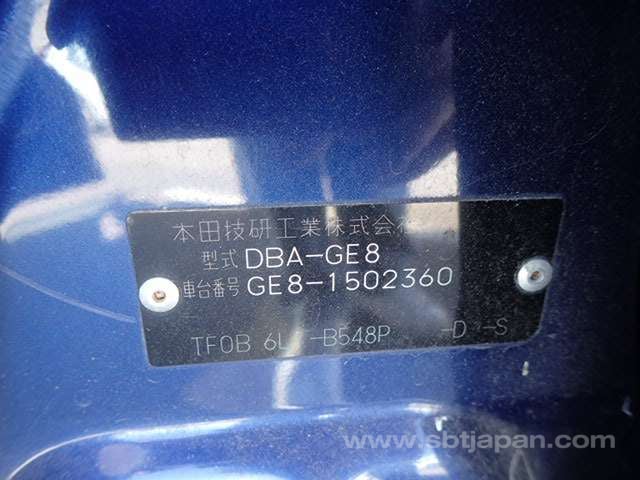 本田技研工業株式会社
型式 DBA-GE8
車台番号 GE8-1502360
TF0B 6L -B548P -D -S
www.sbtjapan.com